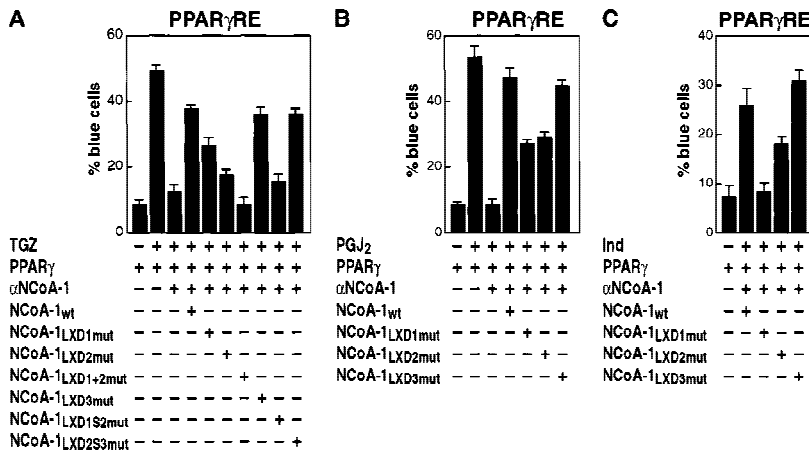 A
PPARγRE
% blue cells
60
40
20
0
TGZ − + + + + + + + + +
PPARγ + + + + + + + + + +
αNCoA-1 − − + + + + + + + +
NCoA-1wt − − − + − − − − − −
NCoA-1LXD1mut − − − − + − − − − −
NCoA-1LXD2mut − − − − − + − − − −
NCoA-1LXD1+2mut − − − − − − + − − −
NCoA-1LXD3mut − − − − − − − + − −
NCoA-1LXD1S2mut − − − − − − − − + −
NCoA-1LXD2S3mut − − − − − − − − − +
B
PPARγRE
% blue cells
60
40
20
0
PGJ2 − + + + + + +
PPARγ + + + + + + +
αNCoA-1 − − + + + + +
NCoA-1wt − − − + − − −
NCoA-1LXD1mut − − − − + − −
NCoA-1LXD2mut − − − − − + −
NCoA-1LXD3mut − − − − − − +
C
PPARγRE
% blue cells
40
30
20
10
0
Ind − + + + +
PPARγ + + + + +
αNCoA-1 − + + + +
NCoA-1wt − + − − −
NCoA-1LXD1mut − − + − −
NCoA-1LXD2mut − − − + −
NCoA-1LXD3mut − − − − +